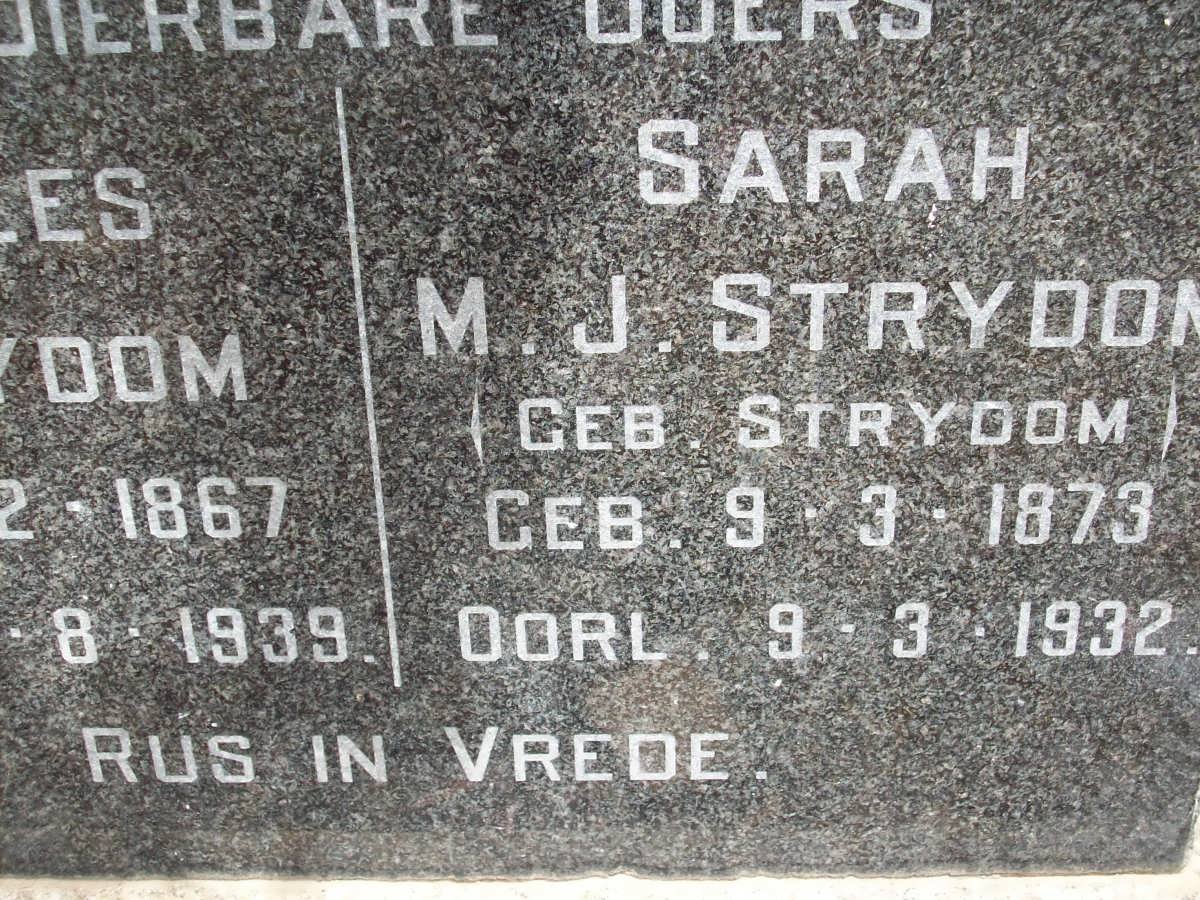 DIERBARE OUERS
LES
YDOM
2 · 1867
· 8 · 1939.
SARAH
M. J. STRYDOM
(GEB. STRYDOM)
GEB. 9 · 3 · 1873
OORL. 9 · 3 · 1932.
RUS IN VREDE.